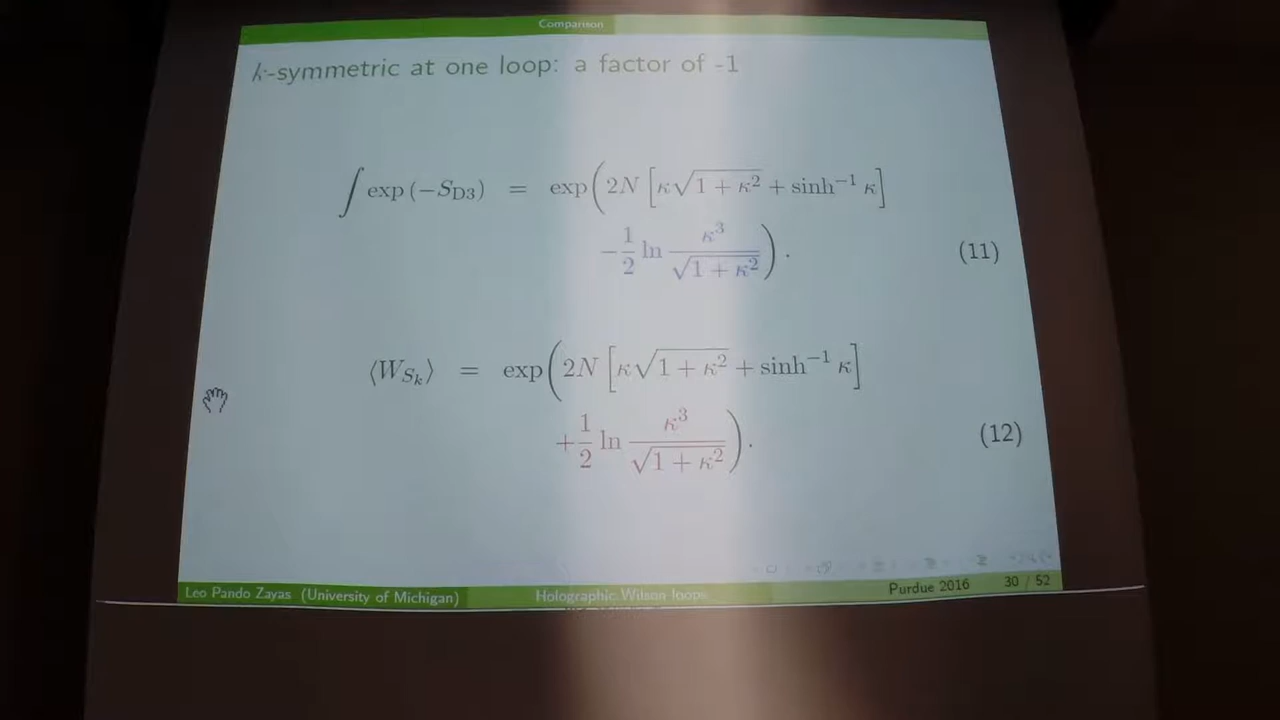 Comparison
k-symmetric at one loop: a factor of -1
∫ exp (−S_D3) = exp(2N [κ√(1 + κ²) + sinh⁻¹ κ]
−1/2 ln κ³/√(1 + κ²)). (11)
⟨W_{S_k}⟩ = exp(2N [κ√(1 + κ²) + sinh⁻¹ κ]
+1/2 ln κ³/√(1 + κ²)). (12)
Leo Pando Zayas (University of Michigan) Holographic Wilson loops Purdue 2016 30 / 52